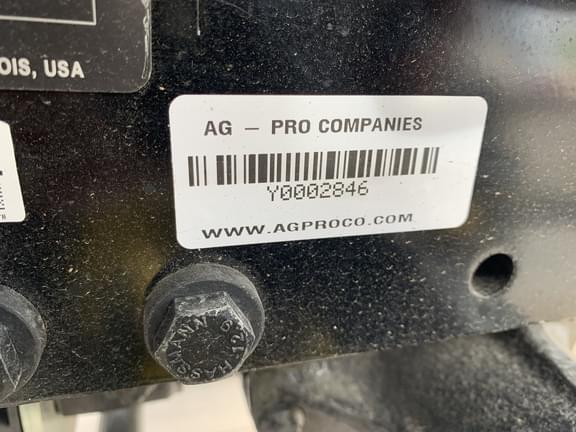 OIS, USA
AG – PRO COMPANIES
Y0002846
WWW.AGPROCO.COM